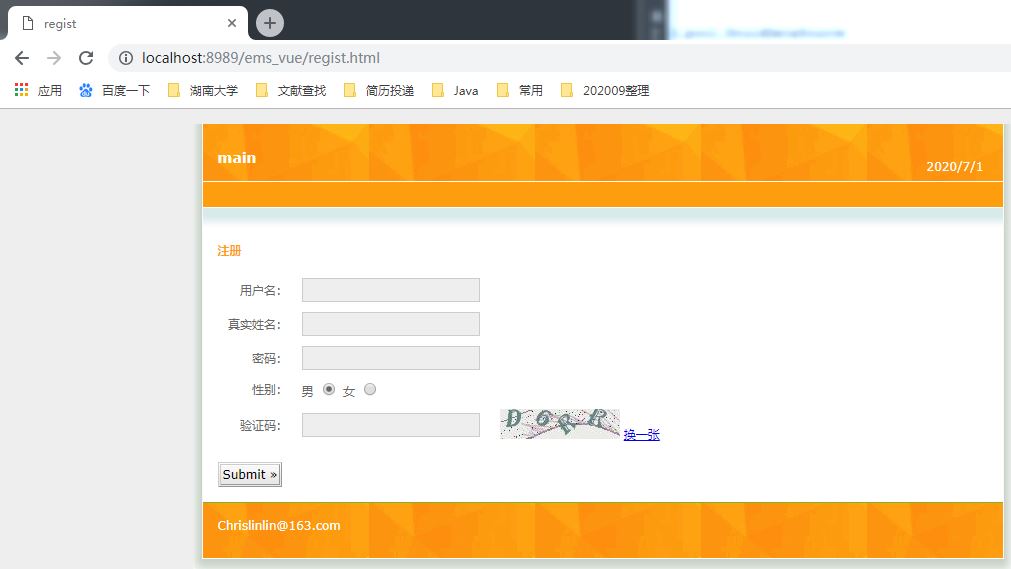 regist
localhost:8989/ems_vue/regist.html
应用 百度一下 湖南大学 文献查找 简历投递 Java 常用 202009整理
main
2020/7/1
注册
用户名:
真实姓名:
密码:
性别: 男 女
验证码: D6RR 换一张
Submit »
Chrislinlin@163.com